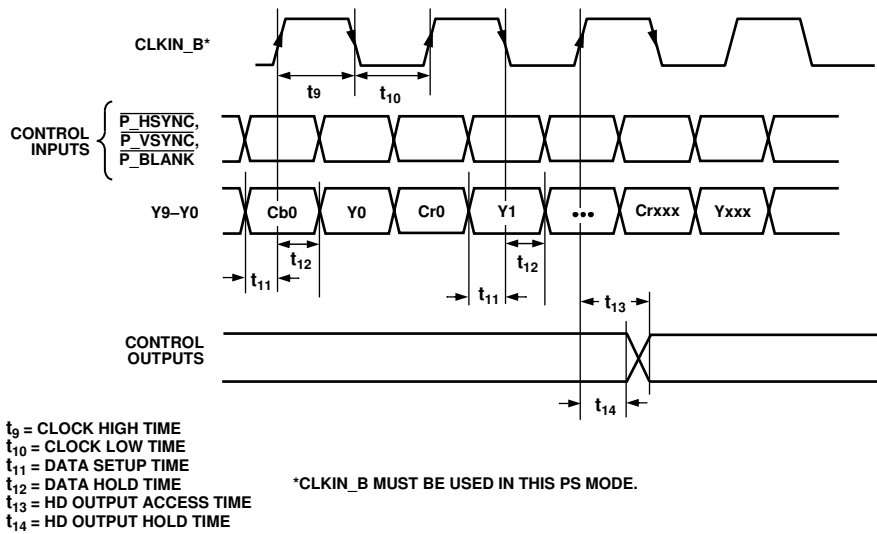 CLKIN_B*
t9
t10
CONTROL INPUTS
P_HSYNC,
P_VSYNC,
P_BLANK
Y9–Y0
Cb0
Y0
Cr0
Y1
•••
Crxxx
Yxxx
t11
t12
t11
t12
t13
CONTROL OUTPUTS
t14
t9 = CLOCK HIGH TIME
t10 = CLOCK LOW TIME
t11 = DATA SETUP TIME
t12 = DATA HOLD TIME
t13 = HD OUTPUT ACCESS TIME
t14 = HD OUTPUT HOLD TIME
*CLKIN_B MUST BE USED IN THIS PS MODE.